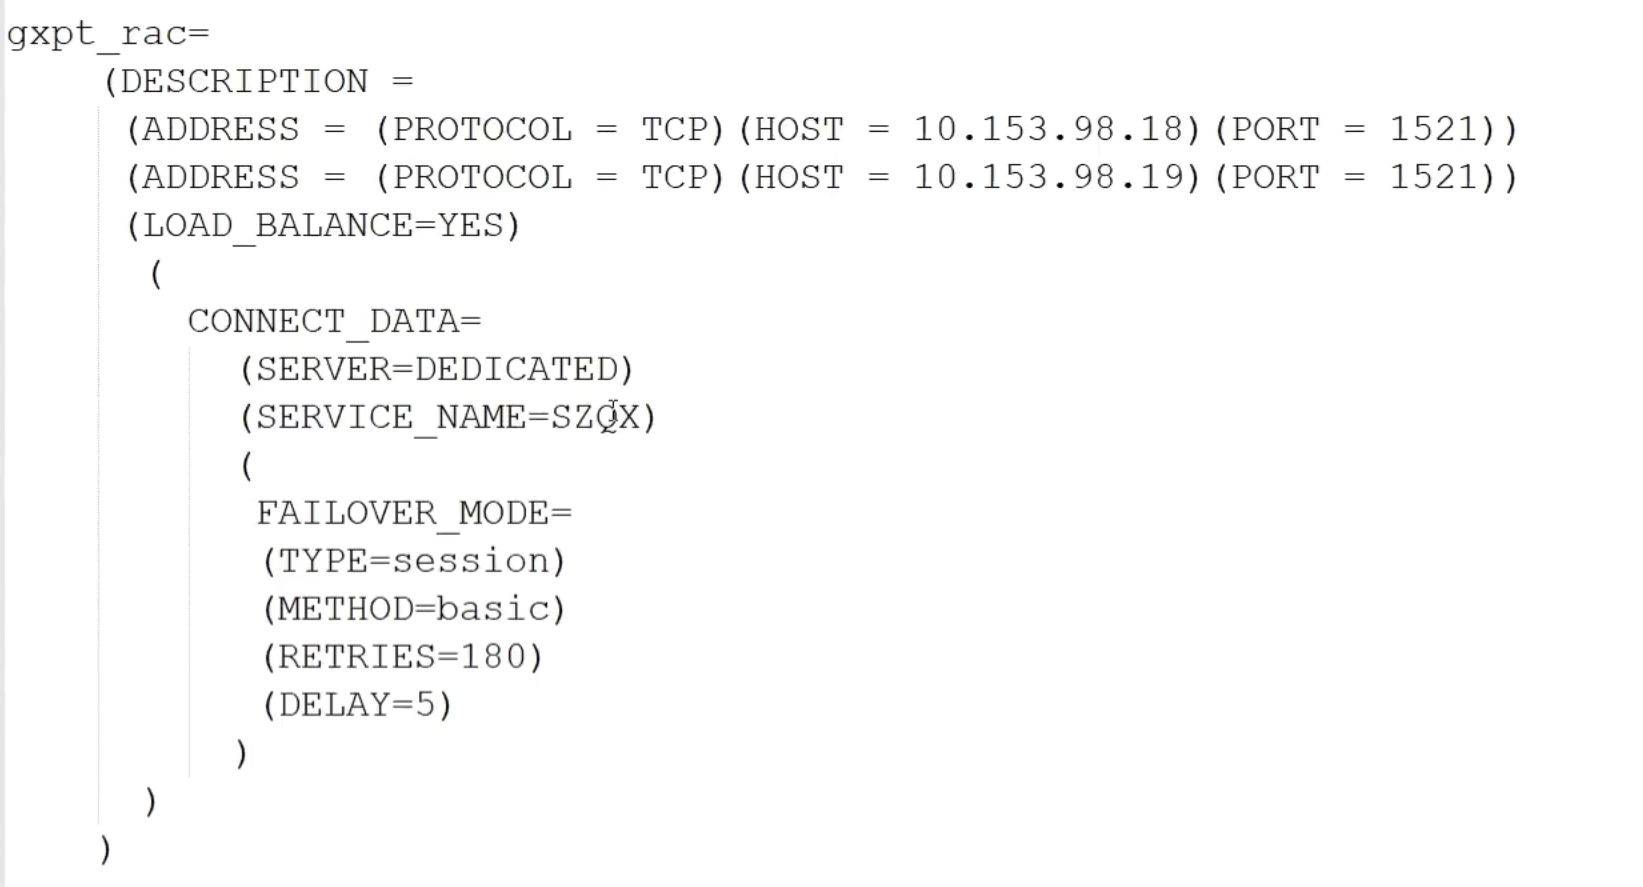 gxpt_rac=
(DESCRIPTION =
(ADDRESS = (PROTOCOL = TCP)(HOST = 10.153.98.18)(PORT = 1521))
(ADDRESS = (PROTOCOL = TCP)(HOST = 10.153.98.19)(PORT = 1521))
(LOAD_BALANCE=YES)
(
CONNECT_DATA=
(SERVER=DEDICATED)
(SERVICE_NAME=SZQX)
(
FAILOVER_MODE=
(TYPE=session)
(METHOD=basic)
(RETRIES=180)
(DELAY=5)
)
)
)